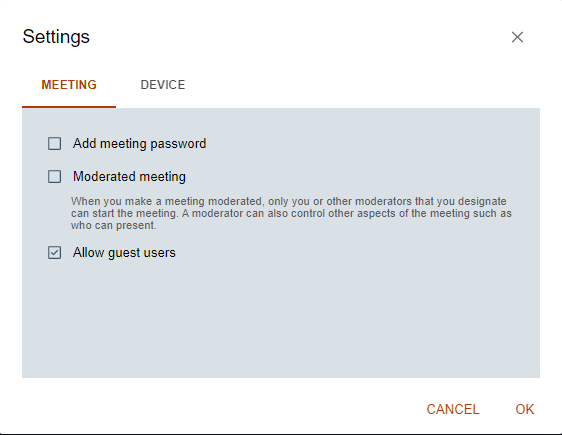 Settings
MEETING DEVICE
Add meeting password
Moderated meeting
When you make a meeting moderated, only you or other moderators that you designate
can start the meeting. A moderator can also control other aspects of the meeting such as
who can present.
Allow guest users
CANCEL OK